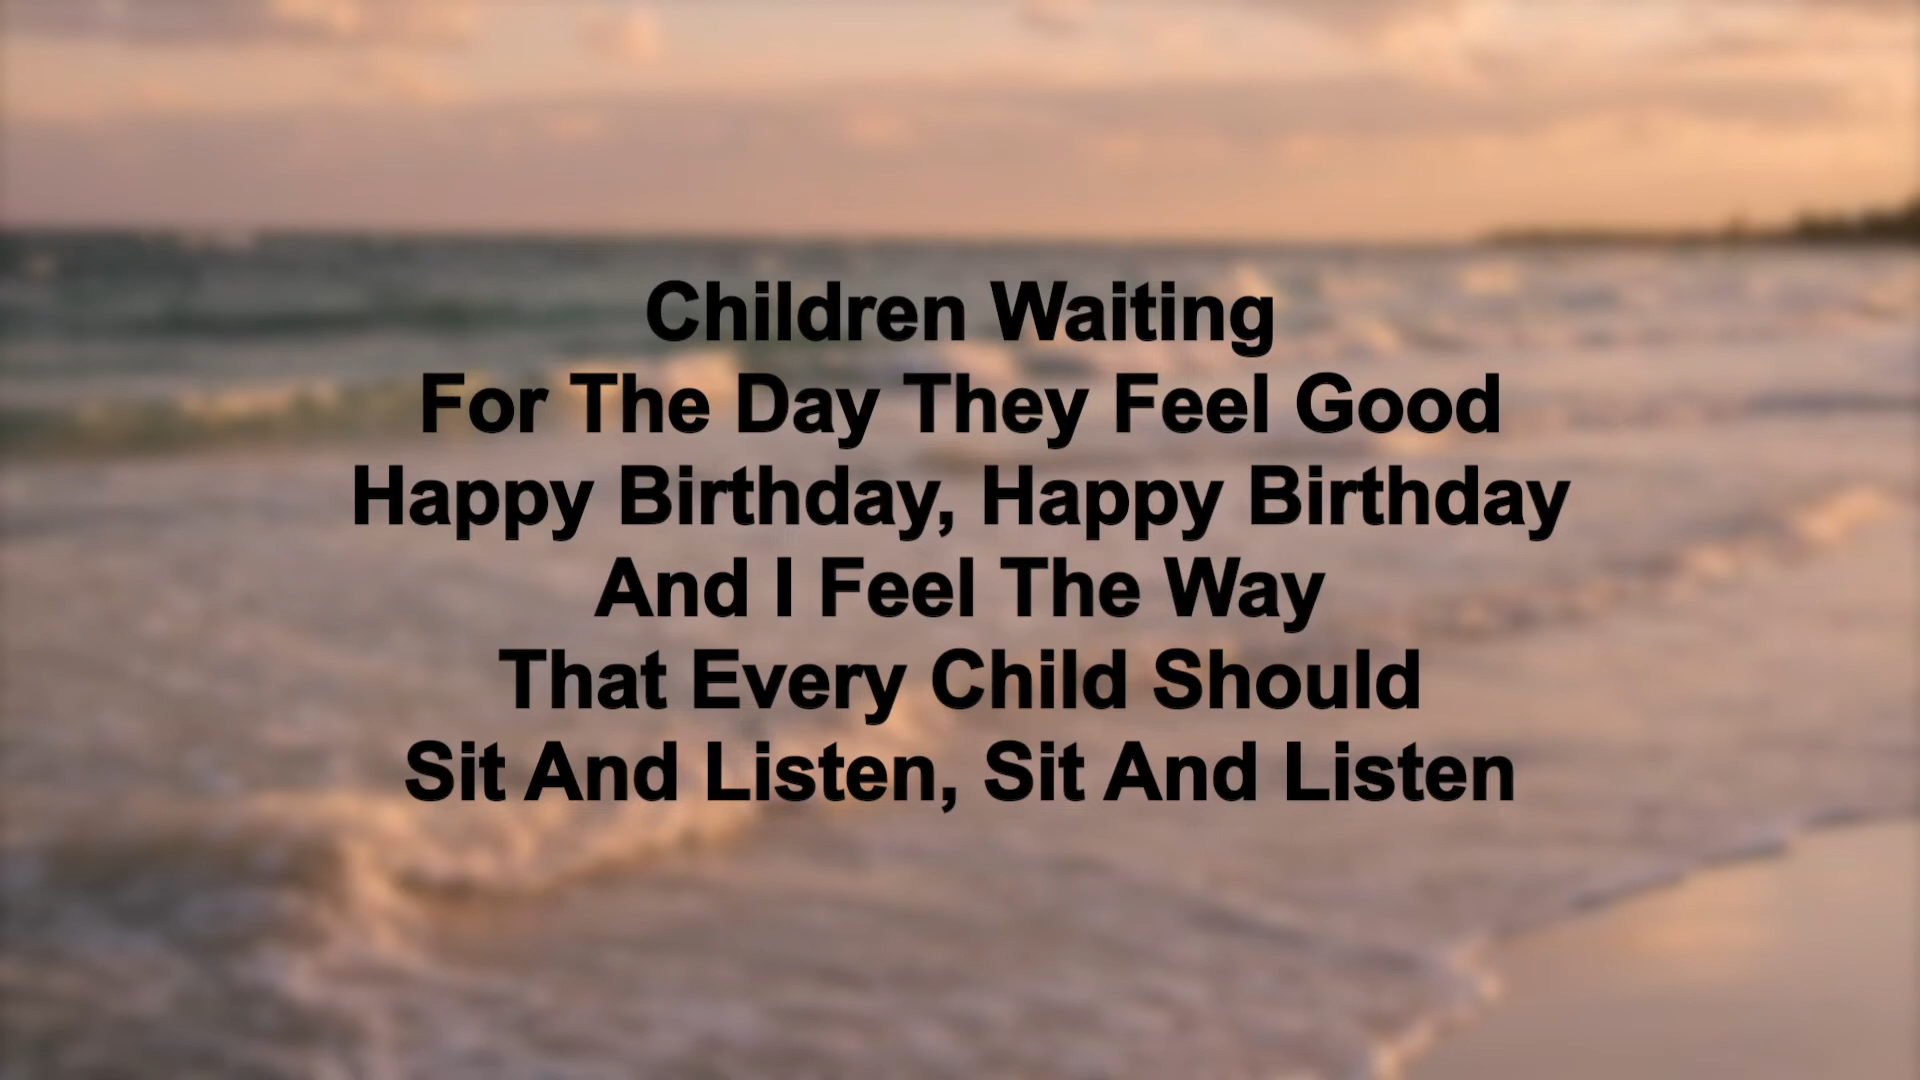 Children Waiting
For The Day They Feel Good
Happy Birthday, Happy Birthday
And I Feel The Way
That Every Child Should
Sit And Listen, Sit And Listen